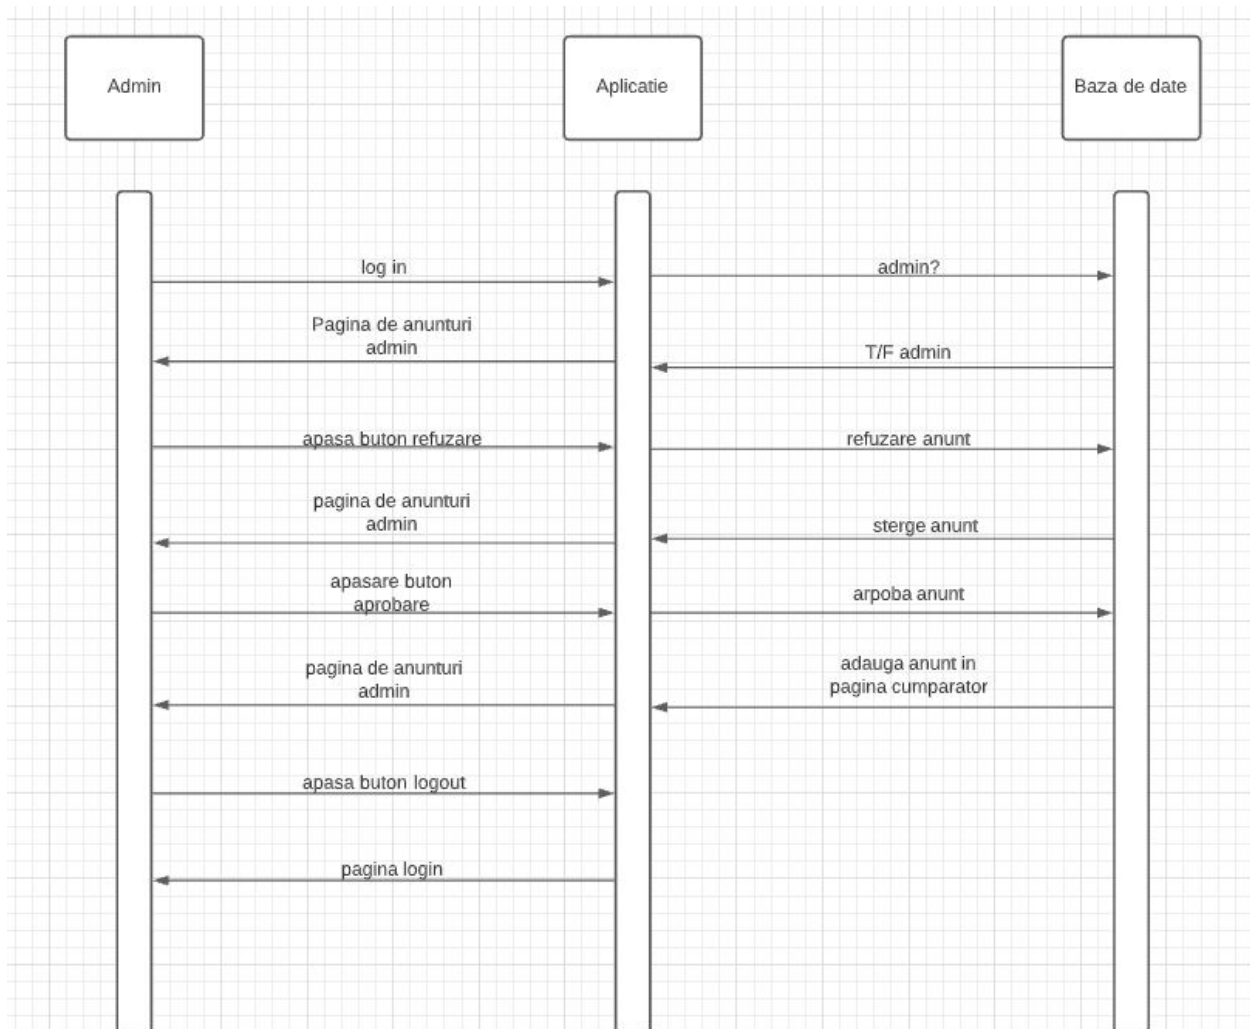 Admin
Aplicatie
Baza de date
log in
admin?
Pagina de anunturi
admin
T/F admin
apasa buton refuzare
refuzare anunt
pagina de anunturi
admin
sterge anunt
apasare buton
aprobare
arpoba anunt
pagina de anunturi
admin
adauga anunt in
pagina cumparator
apasa buton logout
pagina login